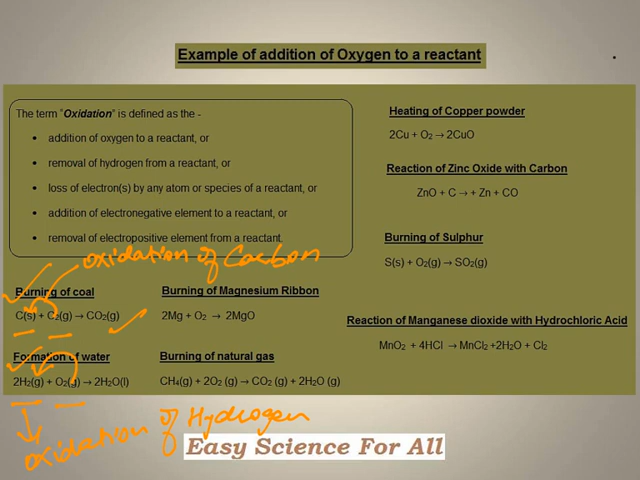 Example of addition of Oxygen to a reactant
The term "Oxidation" is defined as the -
• addition of oxygen to a reactant, or
• removal of hydrogen from a reactant, or
• loss of electron(s) by any atom or species of a reactant, or
• addition of electronegative element to a reactant, or
• removal of electropositive element from a reactant.
oxidation of Carbon
Burning of coal
C(s) + O2(g) → CO2(g)
Burning of Magnesium Ribbon
2Mg + O2 → 2MgO
Formation of water
2H2(g) + O2(g) → 2H2O(l)
Burning of natural gas
CH4(g) + 2O2 (g) → CO2 (g) + 2H2O (g)
oxidation of Hydrogen
Heating of Copper powder
2Cu + O2 → 2CuO
Reaction of Zinc Oxide with Carbon
ZnO + C → + Zn + CO
Burning of Sulphur
S(s) + O2(g) → SO2(g)
Reaction of Manganese dioxide with Hydrochloric Acid
MnO2 + 4HCl → MnCl2 +2H2O + Cl2
Easy Science For All